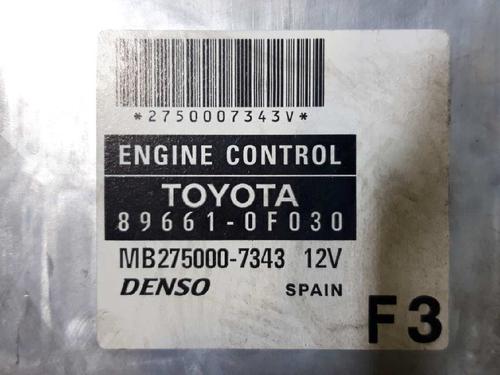 *2750007343V*
ENGINE CONTROL
TOYOTA
89661-0F030
MB275000-7343 12V
DENSO SPAIN
F3